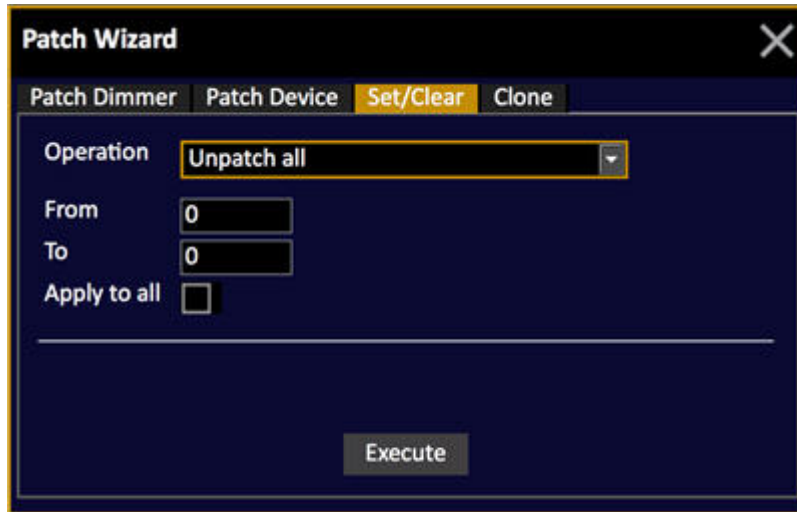 Patch Wizard
Patch Dimmer Patch Device Set/Clear Clone
Operation Unpatch all
From 0
To 0
Apply to all
Execute